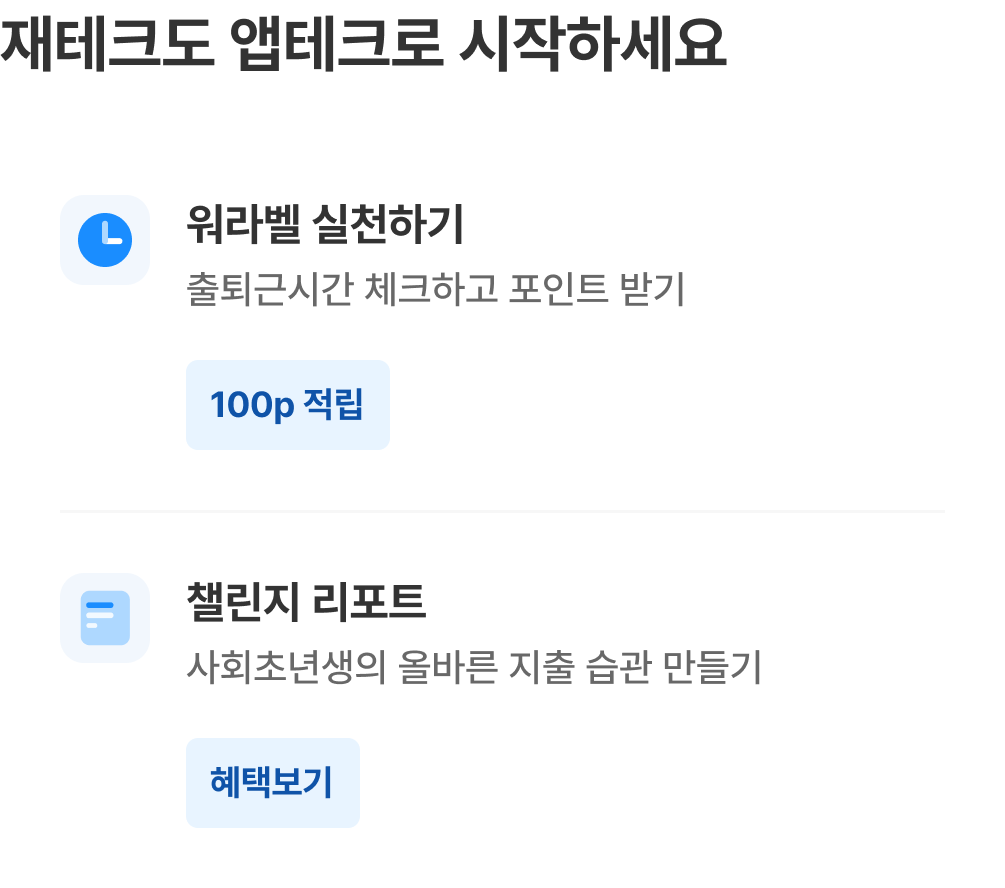 재테크도 앱테크로 시작하세요
워라벨 실천하기
출퇴근시간 체크하고 포인트 받기
100p 적립
챌린지 리포트
사회초년생의 올바른 지출 습관 만들기
혜택보기